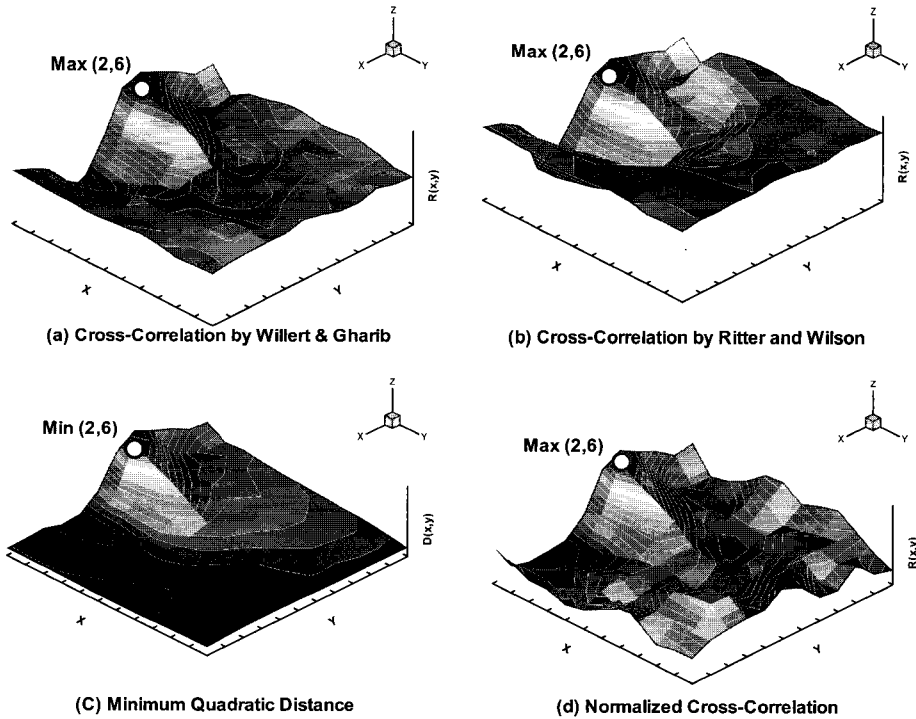 Z
X
Y
Max (2,6)
R(x,y)
X
Y
(a) Cross-Correlation by Willert & Gharib
Z
X
Y
Max (2,6)
R(x,y)
X
Y
(b) Cross-Correlation by Ritter and Wilson
Z
X
Y
Min (2,6)
D(x,y)
X
Y
(C) Minimum Quadratic Distance
Z
X
Y
Max (2,6)
R(x,y)
X
Y
(d) Normalized Cross-Correlation